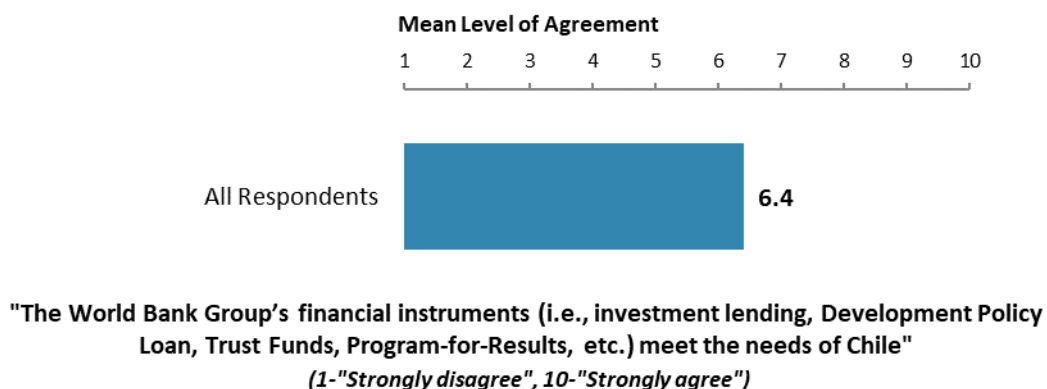 Mean Level of Agreement
1 2 3 4 5 6 7 8 9 10
All Respondents 6.4
"The World Bank Group’s financial instruments (i.e., investment lending, Development Policy
Loan, Trust Funds, Program-for-Results, etc.) meet the needs of Chile"
(1-"Strongly disagree", 10-"Strongly agree")